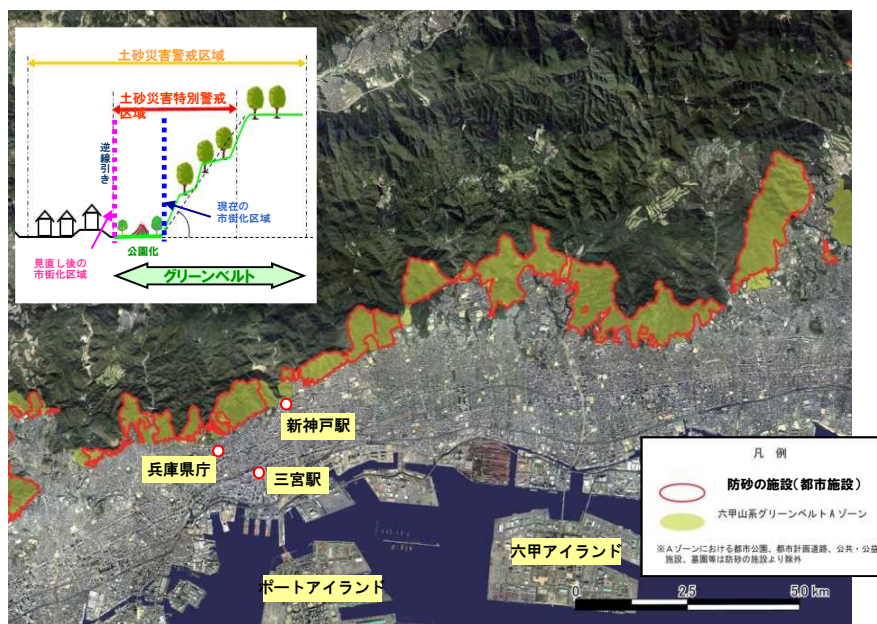 土砂災害警戒区域
土砂災害特別警戒
区域
逆線引き
現在の
市街化区域
公園化
見直し後の
市街化区域
グリーンベルト
新神戸駅
兵庫県庁
三宮駅
六甲アイランド
ポートアイランド
凡 例
防砂の施設(都市施設)
六甲山系グリーンベルトAゾーン
※Aゾーンにおける都市公園、都市計画道路、公共・公益
施設、墓園等は防砂の施設より除外
0 2.5 5.0 km